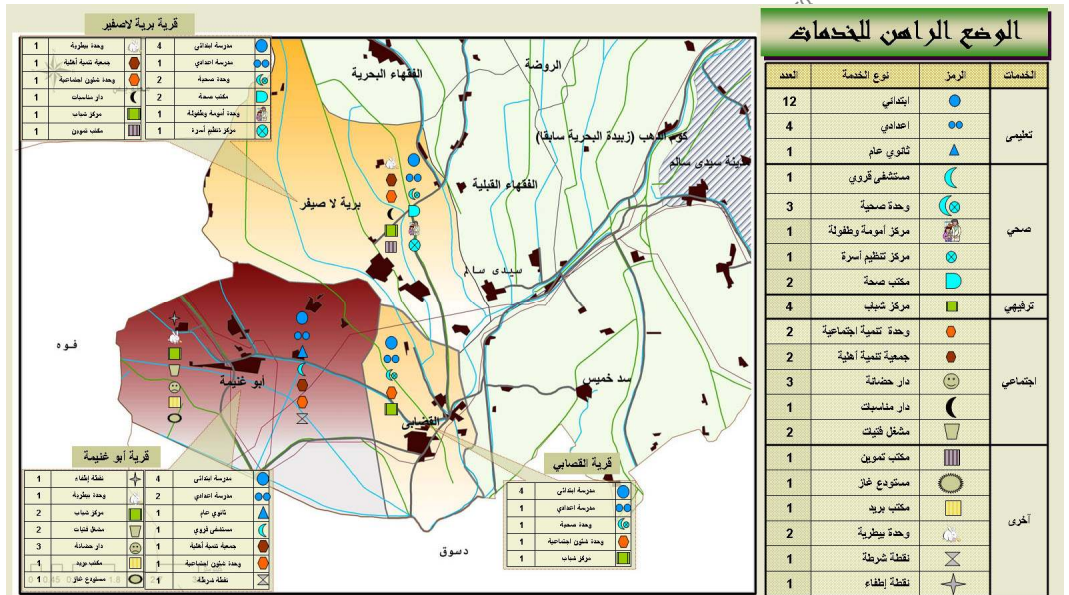 الوضع الراهن للخدمات
الخدمات الرمز نوع الخدمة العدد
تعليمى
ابتدائي 12
اعدادي 4
ثانوي عام 1
صحي
مستشفى قروي 1
وحدة صحية 3
مركز أمومة وطفولة 1
مركز تنظيم أسرة 1
مكتب صحة 2
ترفيهي
مركز شباب 4
اجتماعي
وحدة تنمية اجتماعية 2
جمعية تنمية أهلية 2
دار حضانة 3
دار مناسبات 1
مشغل فتيات 2
آخرى
مكتب تموين 1
مستودع غاز 1
مكتب بريد 1
وحدة بيطرية 2
نقطة شرطة 1
نقطة إطفاء 1
قرية برية لاصفير
مدرسة ابتدائى 4 وحدة بيطرية 1
مدرسة اعدادي 1 جمعية تنمية أهلية 1
وحدة صحية 2 وحدة شئون اجتماعية 1
مكتب صحة 2 دار مناسبات 1
وحدة أمومة وطفولة 1 مركز شباب 1
مركز تنظيم أسرة 1 مكتب تموين 1
الفقهاء البحرية
الروضة
كوم الدهب (زبيدة البحرية سابقا)
مدينة سيدى سالم
الفقهاء القبلية
برية لا صيفر
سيدى سالم
فوه
أبو غنيمة
سد خميس
القصابى
دسوق
قرية القصابي
مدرسة ابتدائى 4
مدرسة اعدادي 1
وحدة صحية 1
وحدة شئون اجتماعية 1
مركز شباب 1
قرية أبو غنيمة
مدرسة ابتدائى 4 نقطة إطفاء 1
مدرسة اعدادي 2 وحدة بيطرية 1
ثانوي عام 1 مركز شباب 2
مستشفى قروي 1 مشغل فتيات 2
جمعية تنمية أهلية 1 دار حضانة 3
وحدة شئون اجتماعية 1 مكتب بريد 1
نقطة شرطة 1 مستودع غاز 1